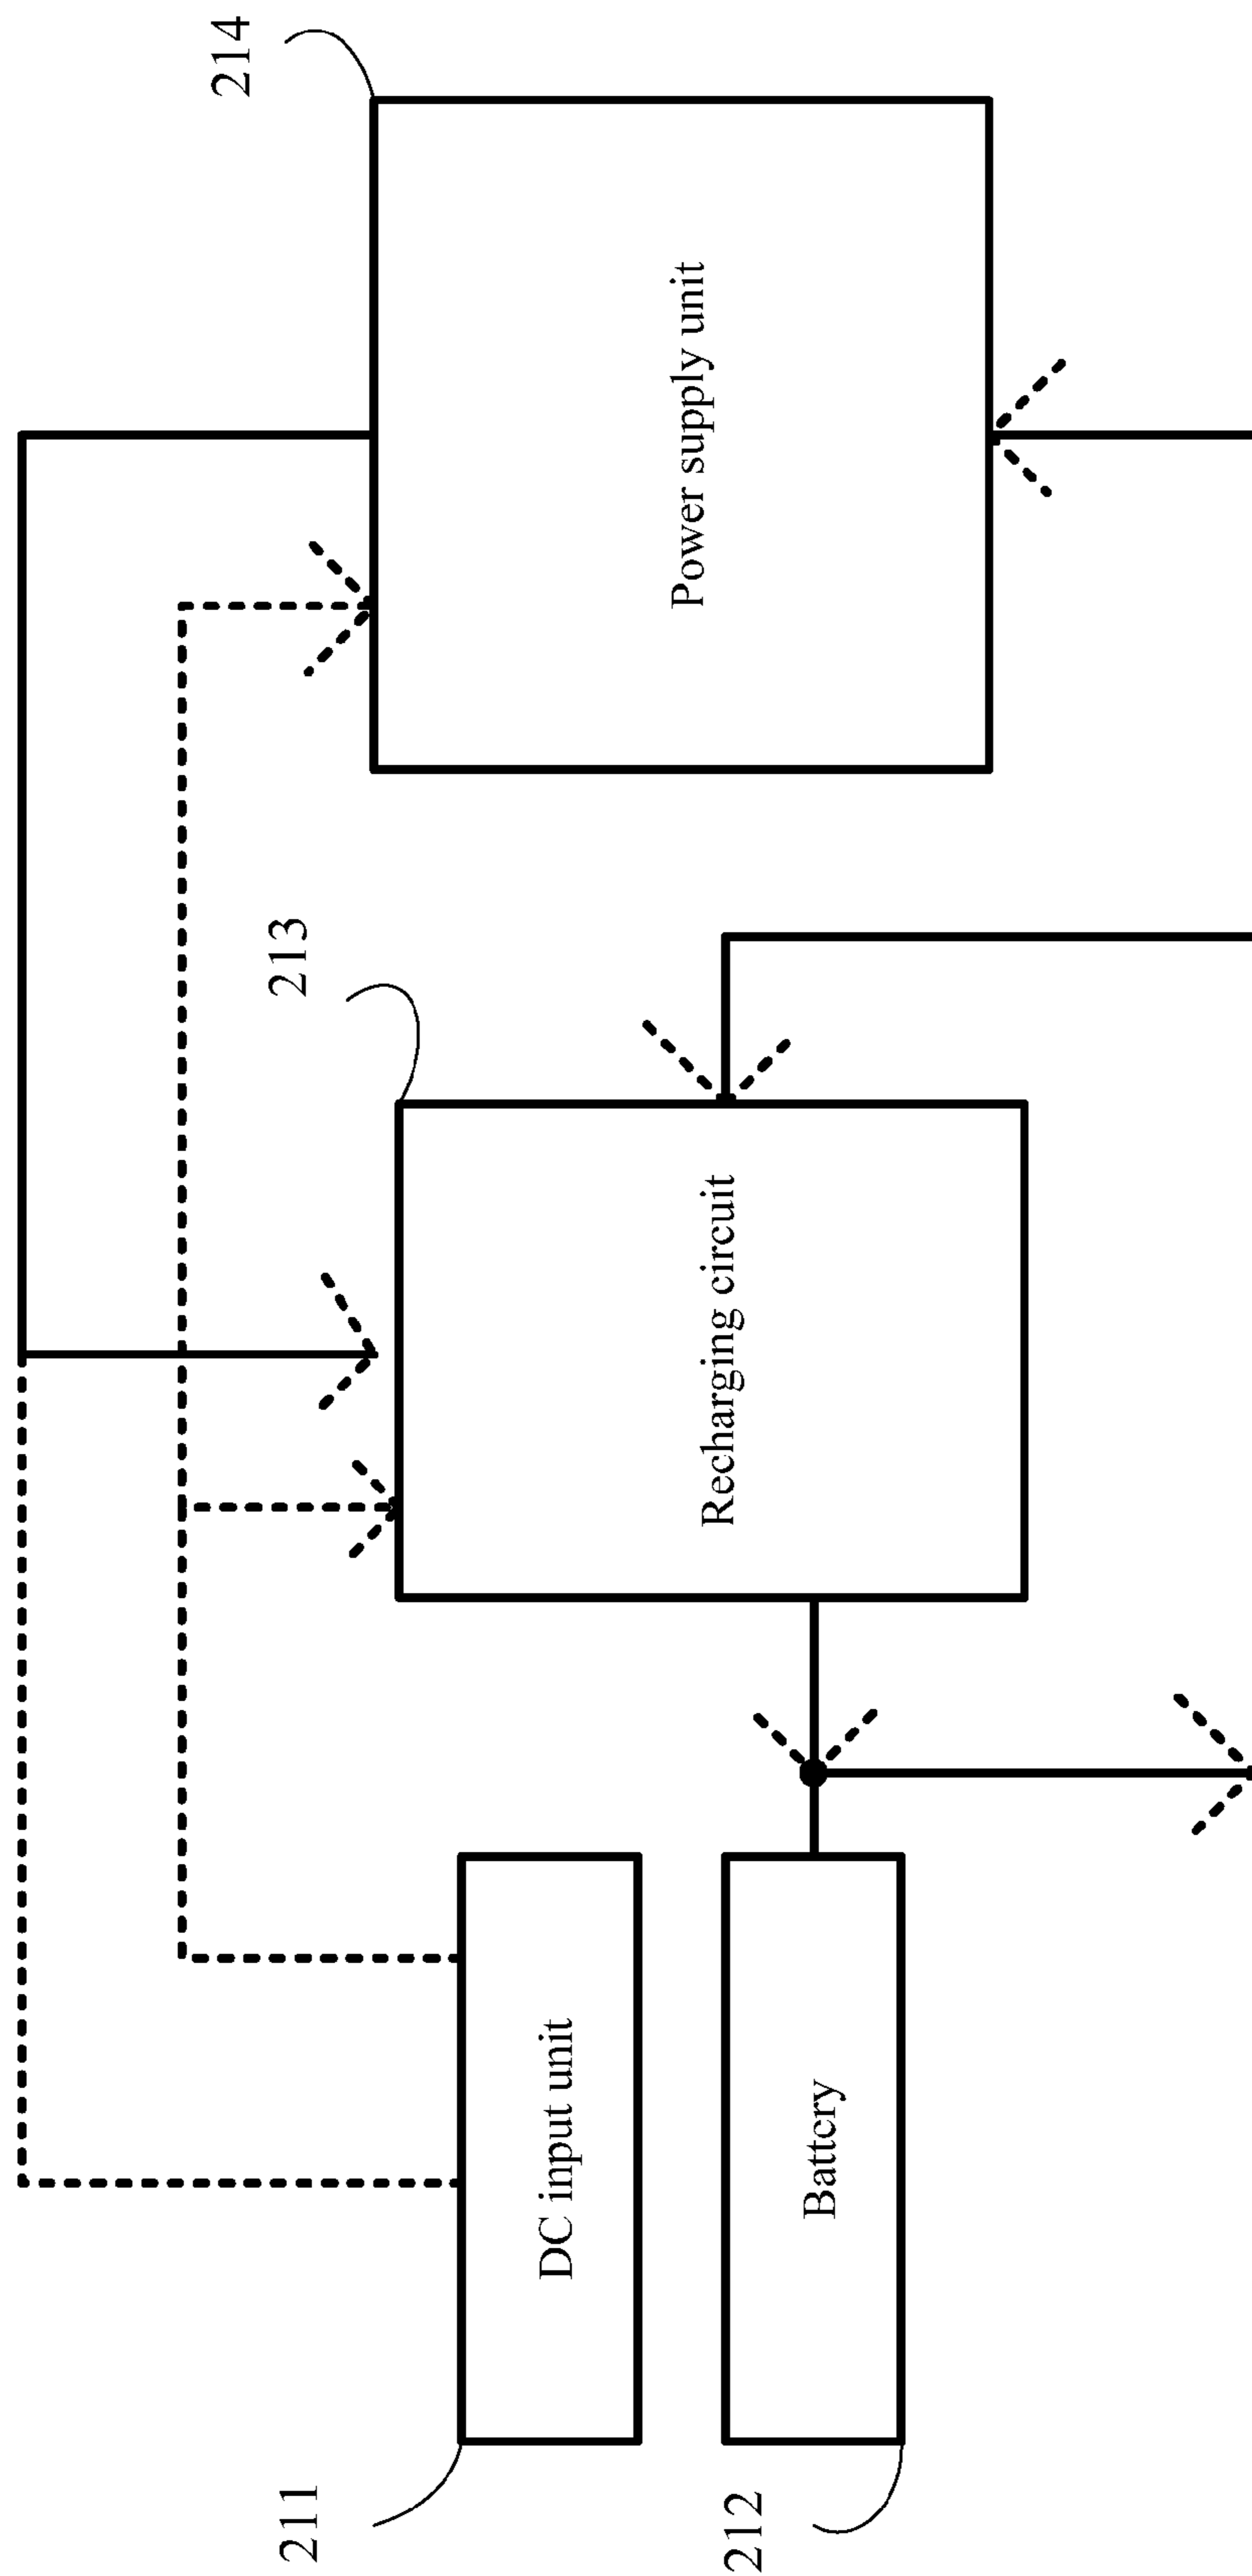 214
213
211
DC input unit
Power supply unit
Recharging circuit
212
Battery